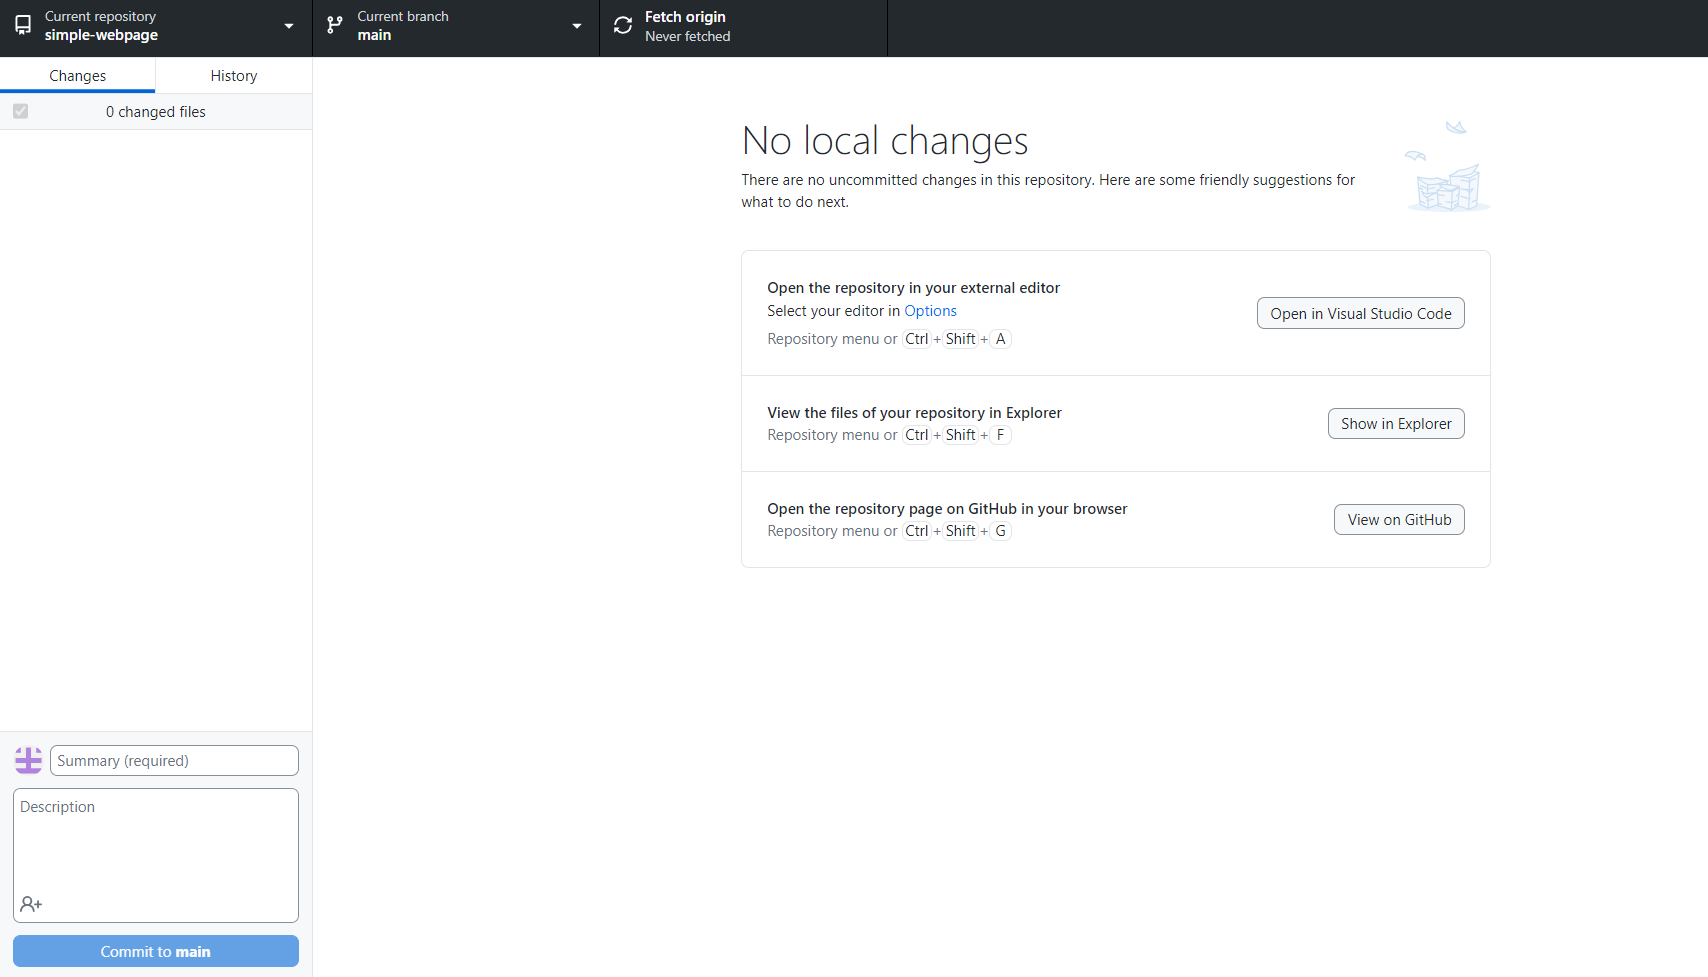 Current repository
simple-webpage
Current branch
main
Fetch origin
Never fetched
Changes
History
0 changed files
No local changes
There are no uncommitted changes in this repository. Here are some friendly suggestions for
what to do next.
Open the repository in your external editor
Select your editor in Options
Repository menu or Ctrl + Shift + A
Open in Visual Studio Code
View the files of your repository in Explorer
Repository menu or Ctrl + Shift + F
Show in Explorer
Open the repository page on GitHub in your browser
Repository menu or Ctrl + Shift + G
View on GitHub
Summary (required)
Description
Commit to main